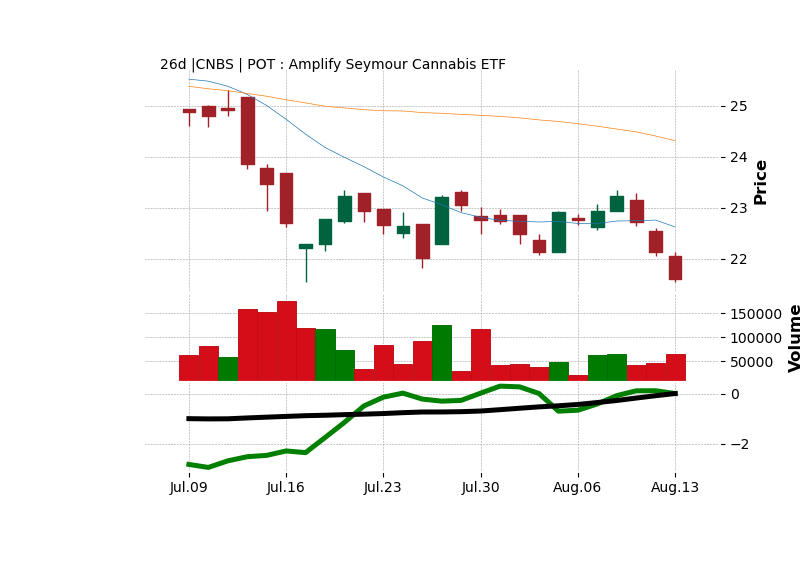 26d |CNBS | POT : Amplify Seymour Cannabis ETF
25
24
23
22
Price
150000
100000
50000
Volume
0
−2
Jul.09 Jul.16 Jul.23 Jul.30 Aug.06 Aug.13